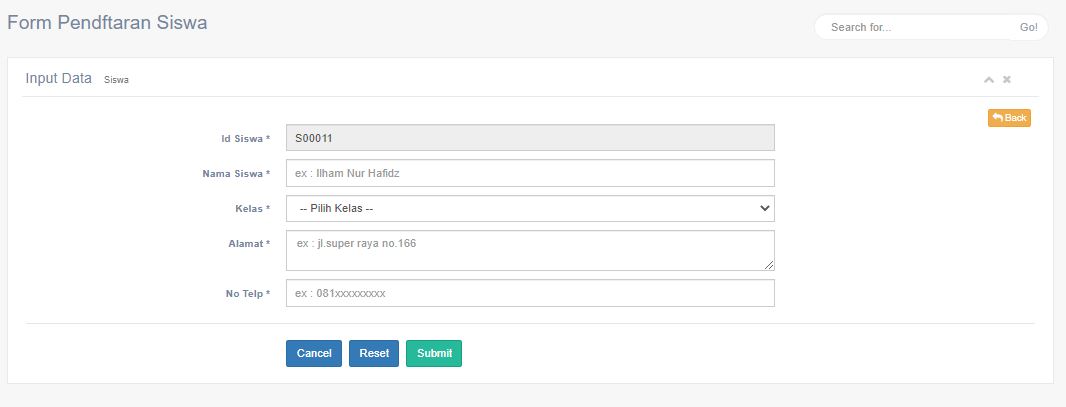 Form Pendftaran Siswa
Search for...
Go!
Input Data Siswa
Back
Id Siswa * S00011
Nama Siswa * ex : Ilham Nur Hafidz
Kelas * -- Pilih Kelas --
Alamat * ex : jl.super raya no.166
No Telp * ex : 081xxxxxxxxx
Cancel Reset Submit